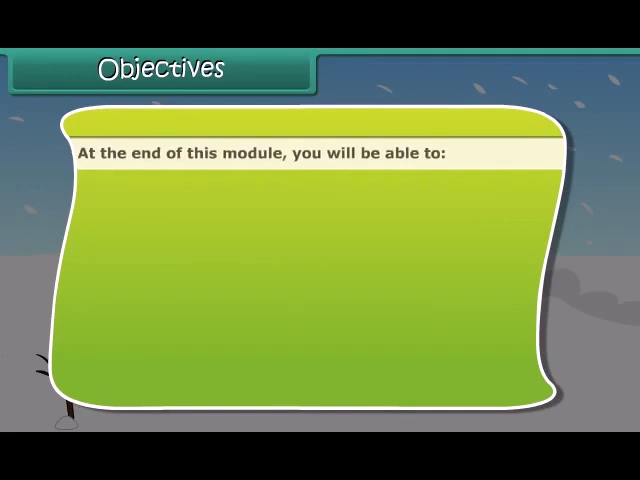 Objectives
At the end of this module, you will be able to: